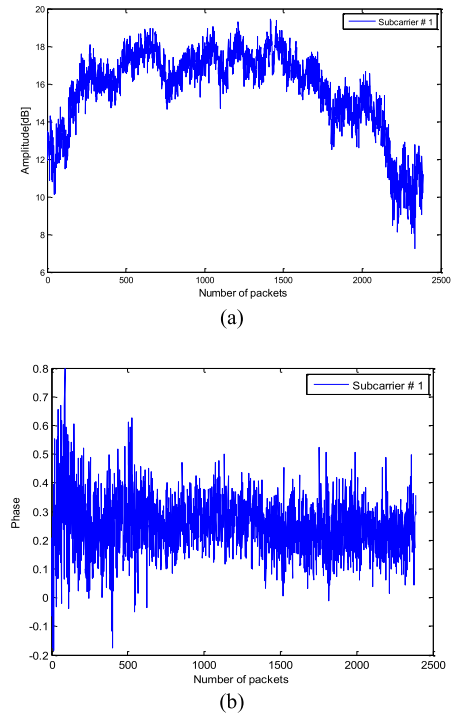 20
18
16
14
12
10
8
6
Amplitude[dB]
Subcarrier # 1
0 500 1000 1500 2000 2500
Number of packets
(a)
0.8
0.7
0.6
0.5
0.4
0.3
0.2
0.1
0
-0.1
-0.2
Phase
Subcarrier # 1
0 500 1000 1500 2000 2500
Number of packets
(b)